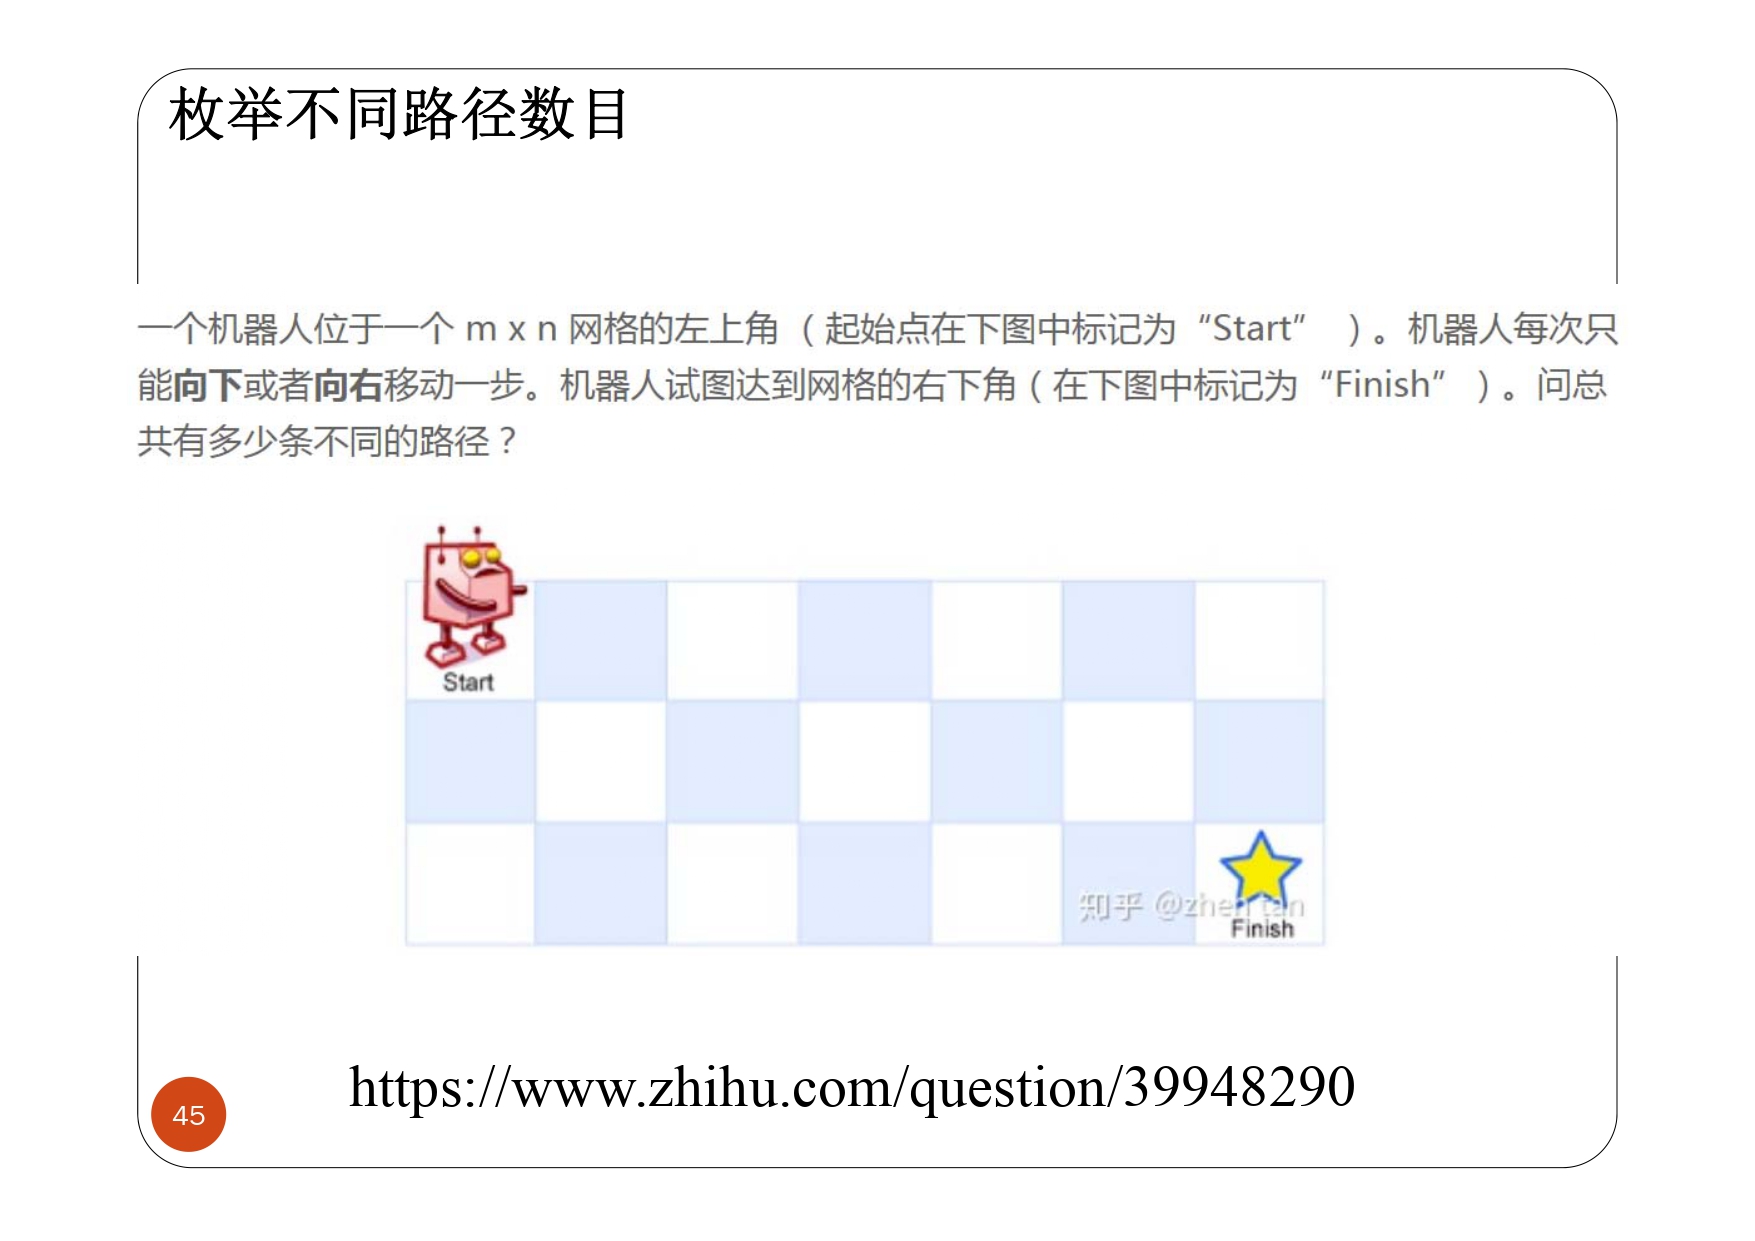 枚举不同路径数目
一个机器人位于一个 m x n 网格的左上角 （起始点在下图中标记为“Start” ）。机器人每次只
能向下或者向右移动一步。机器人试图达到网格的右下角（在下图中标记为“Finish” ）。问总
共有多少条不同的路径？
Start
知乎 @zhen tan
Finish
https://www.zhihu.com/question/39948290
45